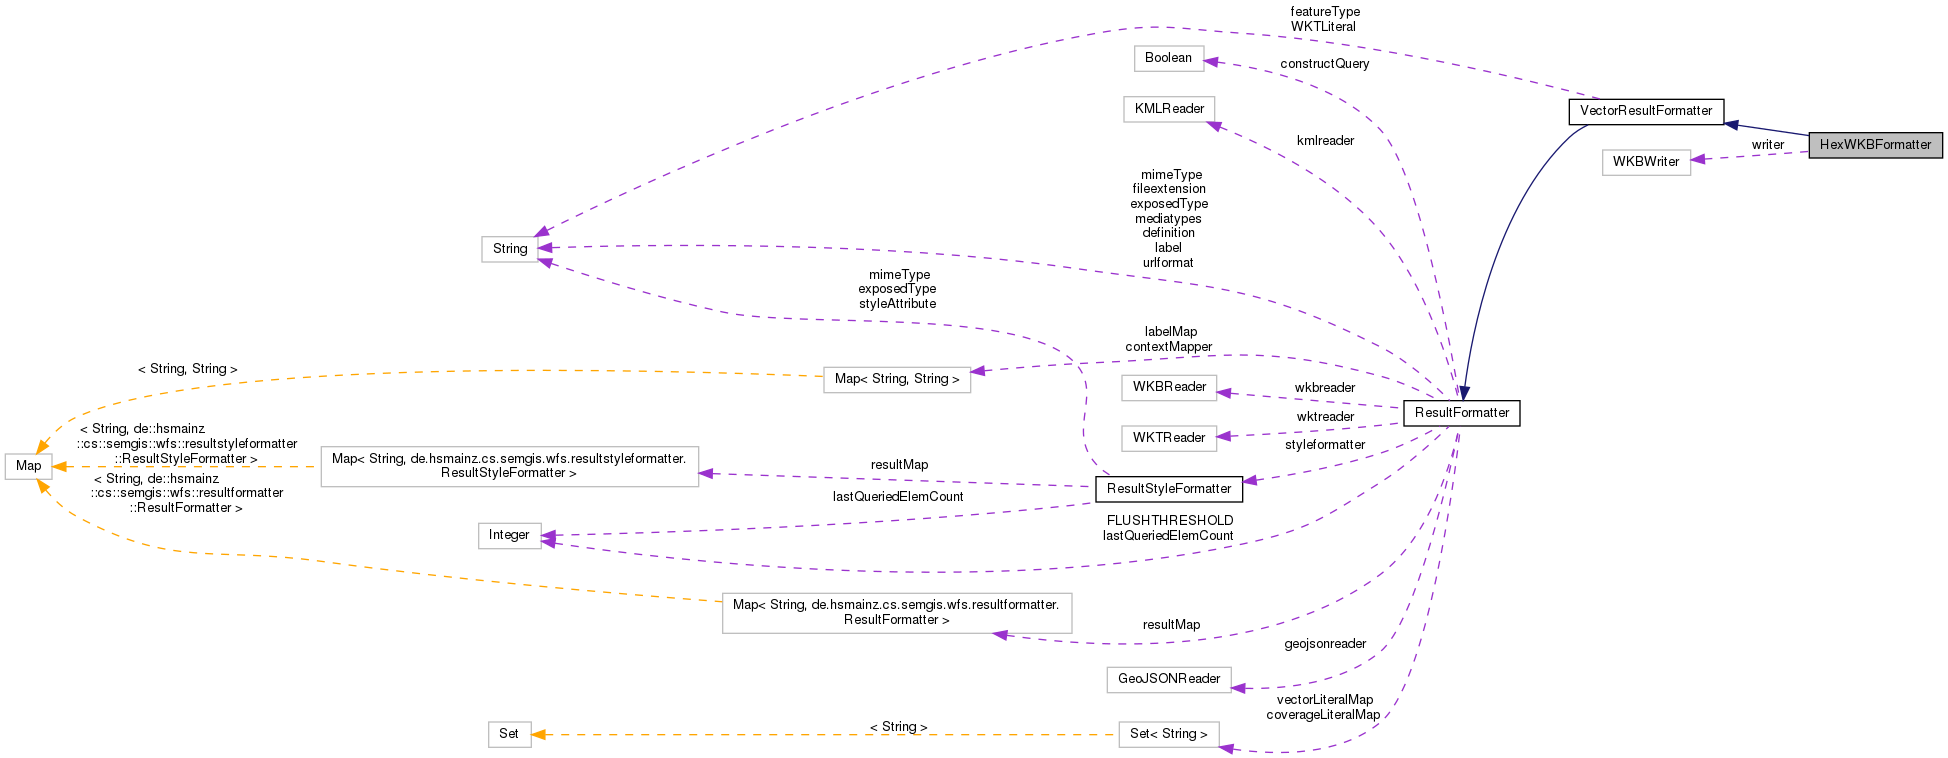 featureType
WKTLiteral
Boolean
constructQuery
KMLReader
VectorResultFormatter
kmlreader
writer
HexWKBFormatter
WKBWriter
mimeType
fileextension
exposedType
mediatypes
definition
label
urlformat
String
mimeType
exposedType
styleAttribute
labelMap
contextMapper
< String, String >
Map< String, String >
WKBReader
wkbreader
ResultFormatter
wktreader
WKTReader
styleformatter
< String, de::hsmainz
::cs::semgis::wfs::resultstyleformatter
::ResultStyleFormatter >
Map
Map< String, de.hsmainz.cs.semgis.wfs.resultstyleformatter.
ResultStyleFormatter >
resultMap
ResultStyleFormatter
< String, de::hsmainz
::cs::semgis::wfs::resultformatter
::ResultFormatter >
lastQueriedElemCount
Integer
FLUSHTHRESHOLD
lastQueriedElemCount
Map< String, de.hsmainz.cs.semgis.wfs.resultformatter.
ResultFormatter >
resultMap
geojsonreader
GeoJSONReader
vectorLiteralMap
coverageLiteralMap
Set
< String >
Set< String >